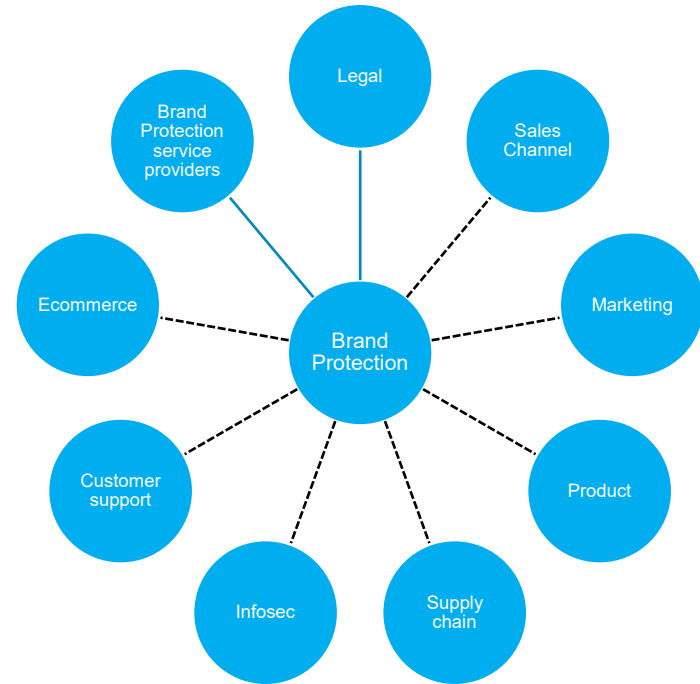 Legal
Brand
Protection
service
providers
Sales
Channel
Ecommerce
Marketing
Brand
Protection
Customer
support
Product
Infosec
Supply
chain